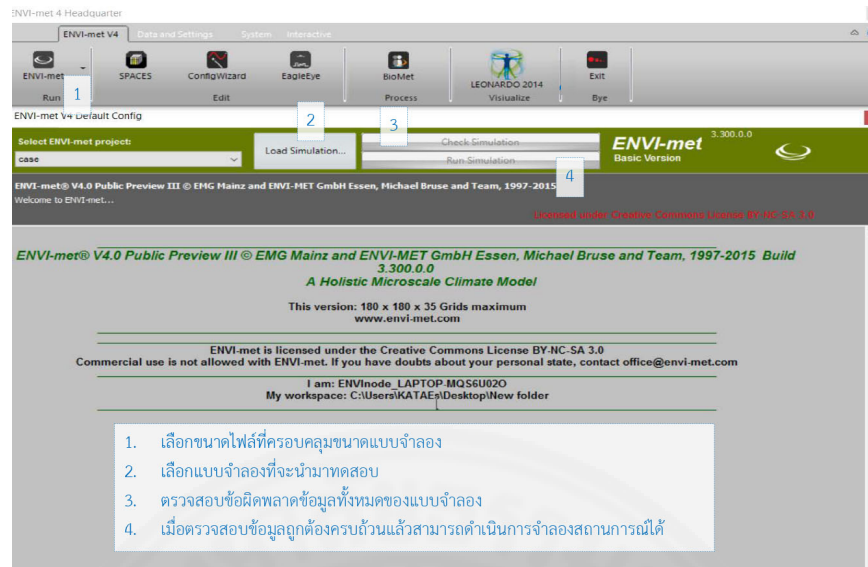 ENVI-met 4 Headquarter
ENVI-met V4 Data and Settings System Interactive
ENVI-met SPACES ConfigWizard EagleEye BioMet LEONARDO 2014 Exit
Run 1 Edit Process Visiualize Bye
ENVI-met V4 Default Config
2 3
Select ENVI-met project:
case
Load Simulation...
Check Simulation
Run Simulation
4
ENVI-met 3.300.0.0
Basic Version
ENVI-met® V4.0 Public Preview III © EMG Mainz and ENVI-MET GmbH Essen, Michael Bruse and Team, 1997-2015
Welcome to ENVI-met...
Licensed under Creative Commons License BY-NC-SA 3.0
ENVI-met® V4.0 Public Preview III © EMG Mainz and ENVI-MET GmbH Essen, Michael Bruse and Team, 1997-2015 Build
3.300.0.0
A Holistic Microscale Climate Model
This version: 180 x 180 x 35 Grids maximum
www.envi-met.com
ENVI-met is licensed under the Creative Commons License BY-NC-SA 3.0
Commercial use is not allowed with ENVI-met. If you have doubts about your personal state, contact office@envi-met.com
I am: ENVInode_LAPTOP-MQS6U02O
My workspace: C:\Users\KATAEs\Desktop\New folder
1. เลือกขนาดไฟล์ที่ครอบคลุมขนาดแบบจำลอง
2. เลือกแบบจำลองที่จะนำมาทดสอบ
3. ตรวจสอบข้อผิดพลาดข้อมูลทั้งหมดของแบบจำลอง
4. เมื่อตรวจสอบข้อมูลถูกต้องครบถ้วนแล้วสามารถดำเนินการจำลองสถานการณ์ได้